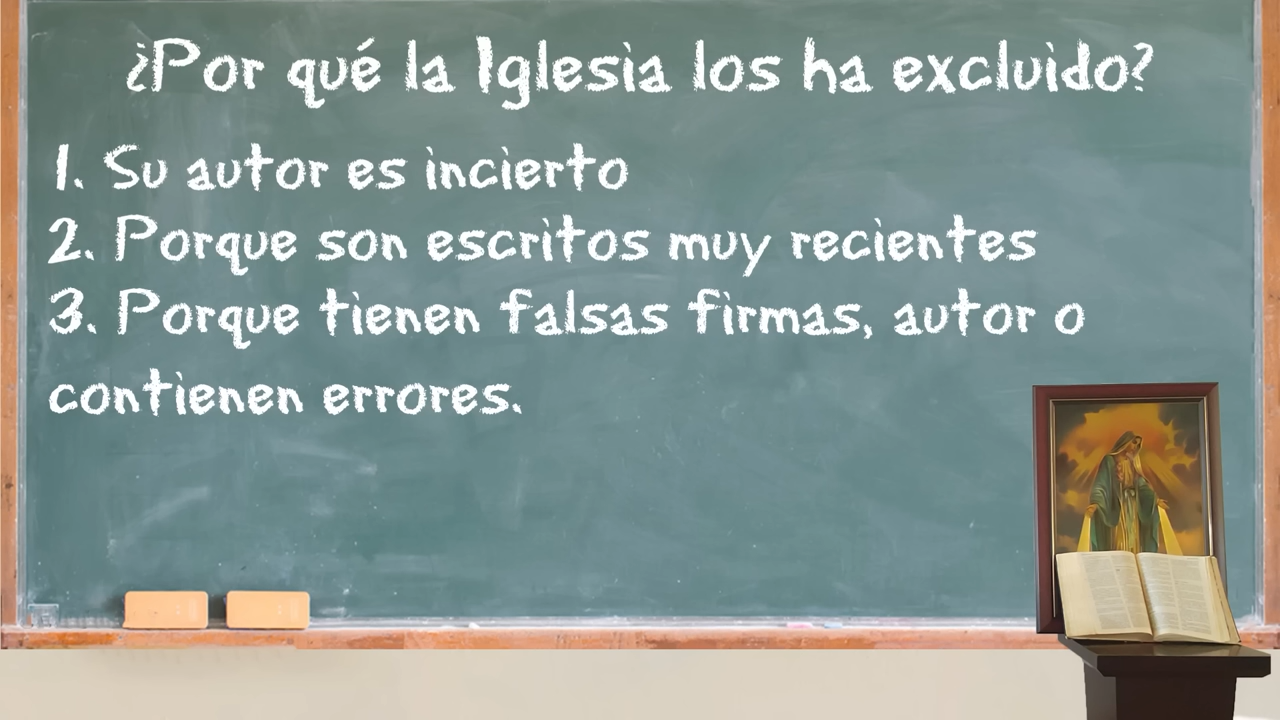 ¿Por qué la Iglesia los ha excluido?
1. Su autor es incierto
2. Porque son escritos muy recientes
3. Porque tienen falsas firmas, autor o
contienen errores.